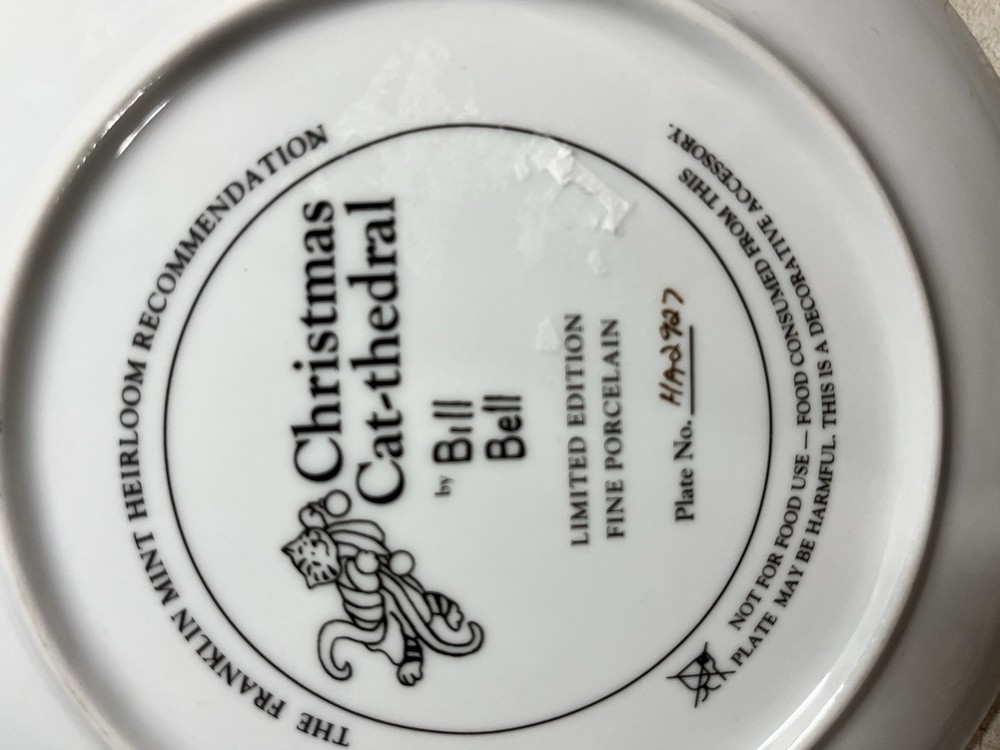 THE FRANKLIN MINT HEIRLOOM RECOMMENDATION
Christmas
Cat-thedral
by
Bill
Bell
LIMITED EDITION
FINE PORCELAIN
Plate No. HA2927
NOT FOR FOOD USE — FOOD CONSUMED FROM THIS
PLATE MAY BE HARMFUL. THIS IS A DECORATIVE ACCESSORY.